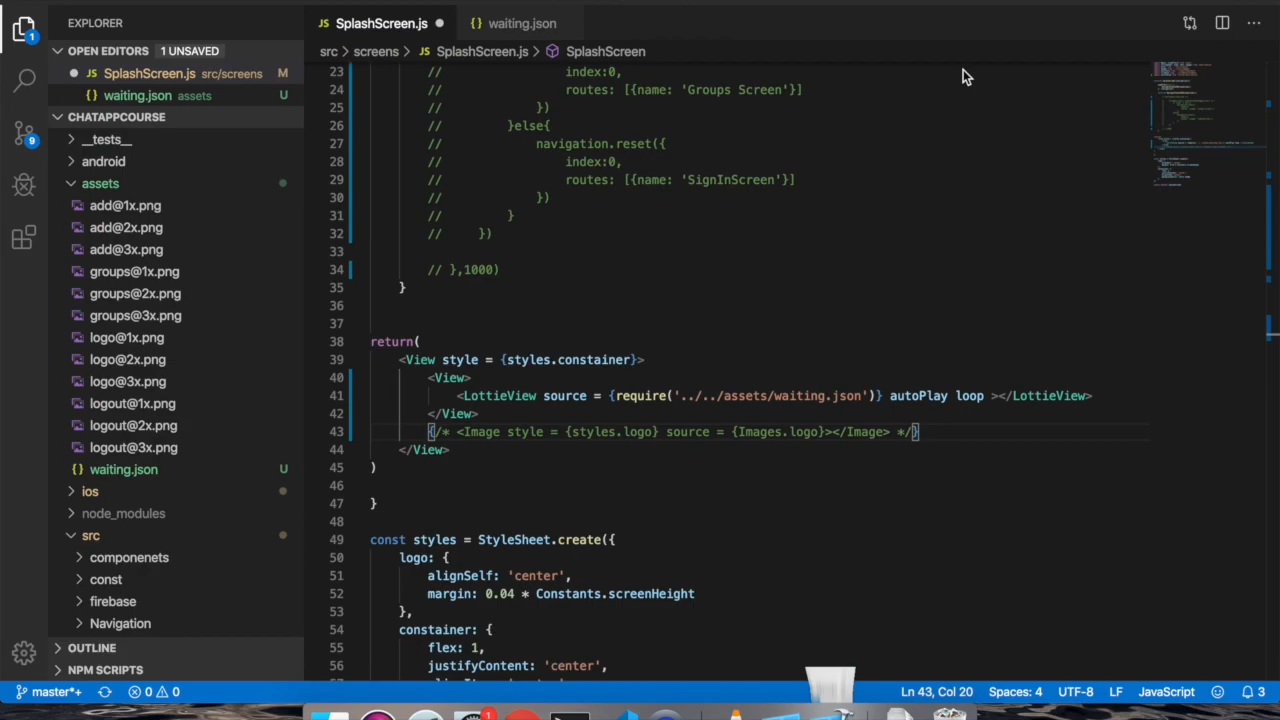 EXPLORER
OPEN EDITORS 1 UNSAVED
SplashScreen.js src/screens M
waiting.json assets U
CHATAPPCOURSE
__tests__
android
assets
add@1x.png
add@2x.png
add@3x.png
groups@1x.png
groups@2x.png
groups@3x.png
logo@1x.png
logo@2x.png
logo@3x.png
logout@1x.png
logout@2x.png
logout@3x.png
waiting.json U
ios
node_modules
src
componenets
const
firebase
Navigation
OUTLINE
NPM SCRIPTS
1
9
JS SplashScreen.js
{} waiting.json
src > screens > JS SplashScreen.js > SplashScreen
23 // index:0,
24 // routes: [{name: 'Groups Screen'}]
25 // })
26 // }else{
27 // navigation.reset({
28 // index:0,
29 // routes: [{name: 'SignInScreen'}]
30 // })
31 // }
32 // })
33
34 // },1000)
35 }
36
37
38 return(
39 <View style = {styles.constainer}>
40 <View>
41 <LottieView source = {require('../../assets/waiting.json')} autoPlay loop ></LottieView>
42 </View>
43 {/* <Image style = {styles.logo} source = {Images.logo}></Image> */}
44 </View>
45 )
46
47 }
48
49 const styles = StyleSheet.create({
50 logo: {
51 alignSelf: 'center',
52 margin: 0.04 * Constants.screenHeight
53 },
54 constainer: {
55 flex: 1,
56 justifyContent: 'center',
master*+ 0 0 Ln 43, Col 20 Spaces: 4 UTF-8 LF JavaScript 3
1